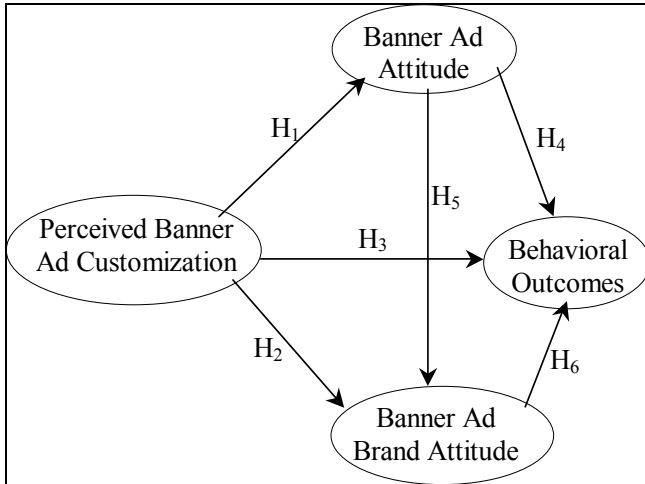 Banner Ad
Attitude
H₁
H₄
H₅
Perceived Banner
Ad Customization
H₃
Behavioral
Outcomes
H₂
H₆
Banner Ad
Brand Attitude